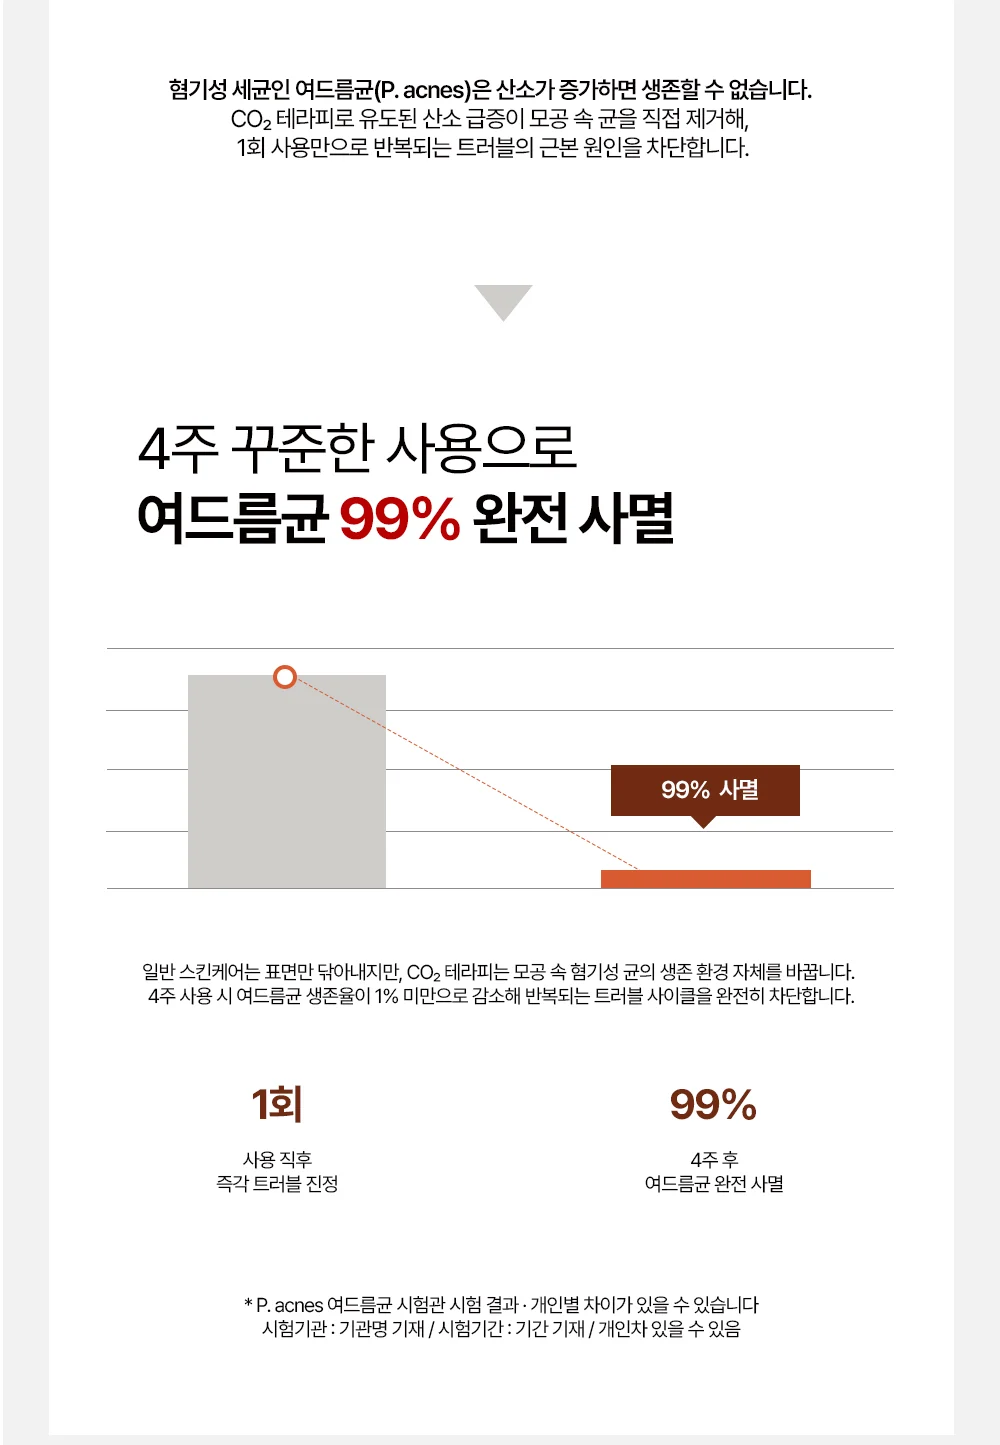 혐기성 세균인 여드름균(P. acnes)은 산소가 증가하면 생존할 수 없습니다.
CO₂ 테라피로 유도된 산소 급증이 모공 속 균을 직접 제거해,
1회 사용만으로 반복되는 트러블의 근본 원인을 차단합니다.
4주 꾸준한 사용으로
여드름균 99% 완전 사멸
99% 사멸
일반 스킨케어는 표면만 닦아내지만, CO₂ 테라피는 모공 속 혐기성 균의 생존 환경 자체를 바꿉니다.
4주 사용 시 여드름균 생존율이 1% 미만으로 감소해 반복되는 트러블 사이클을 완전히 차단합니다.
1회
사용 직후
즉각 트러블 진정
99%
4주 후
여드름균 완전 사멸
* P. acnes 여드름균 시험관 시험 결과 · 개인별 차이가 있을 수 있습니다
시험기관 : 기관명 기재 / 시험기간 : 기간 기재 / 개인차 있을 수 있음